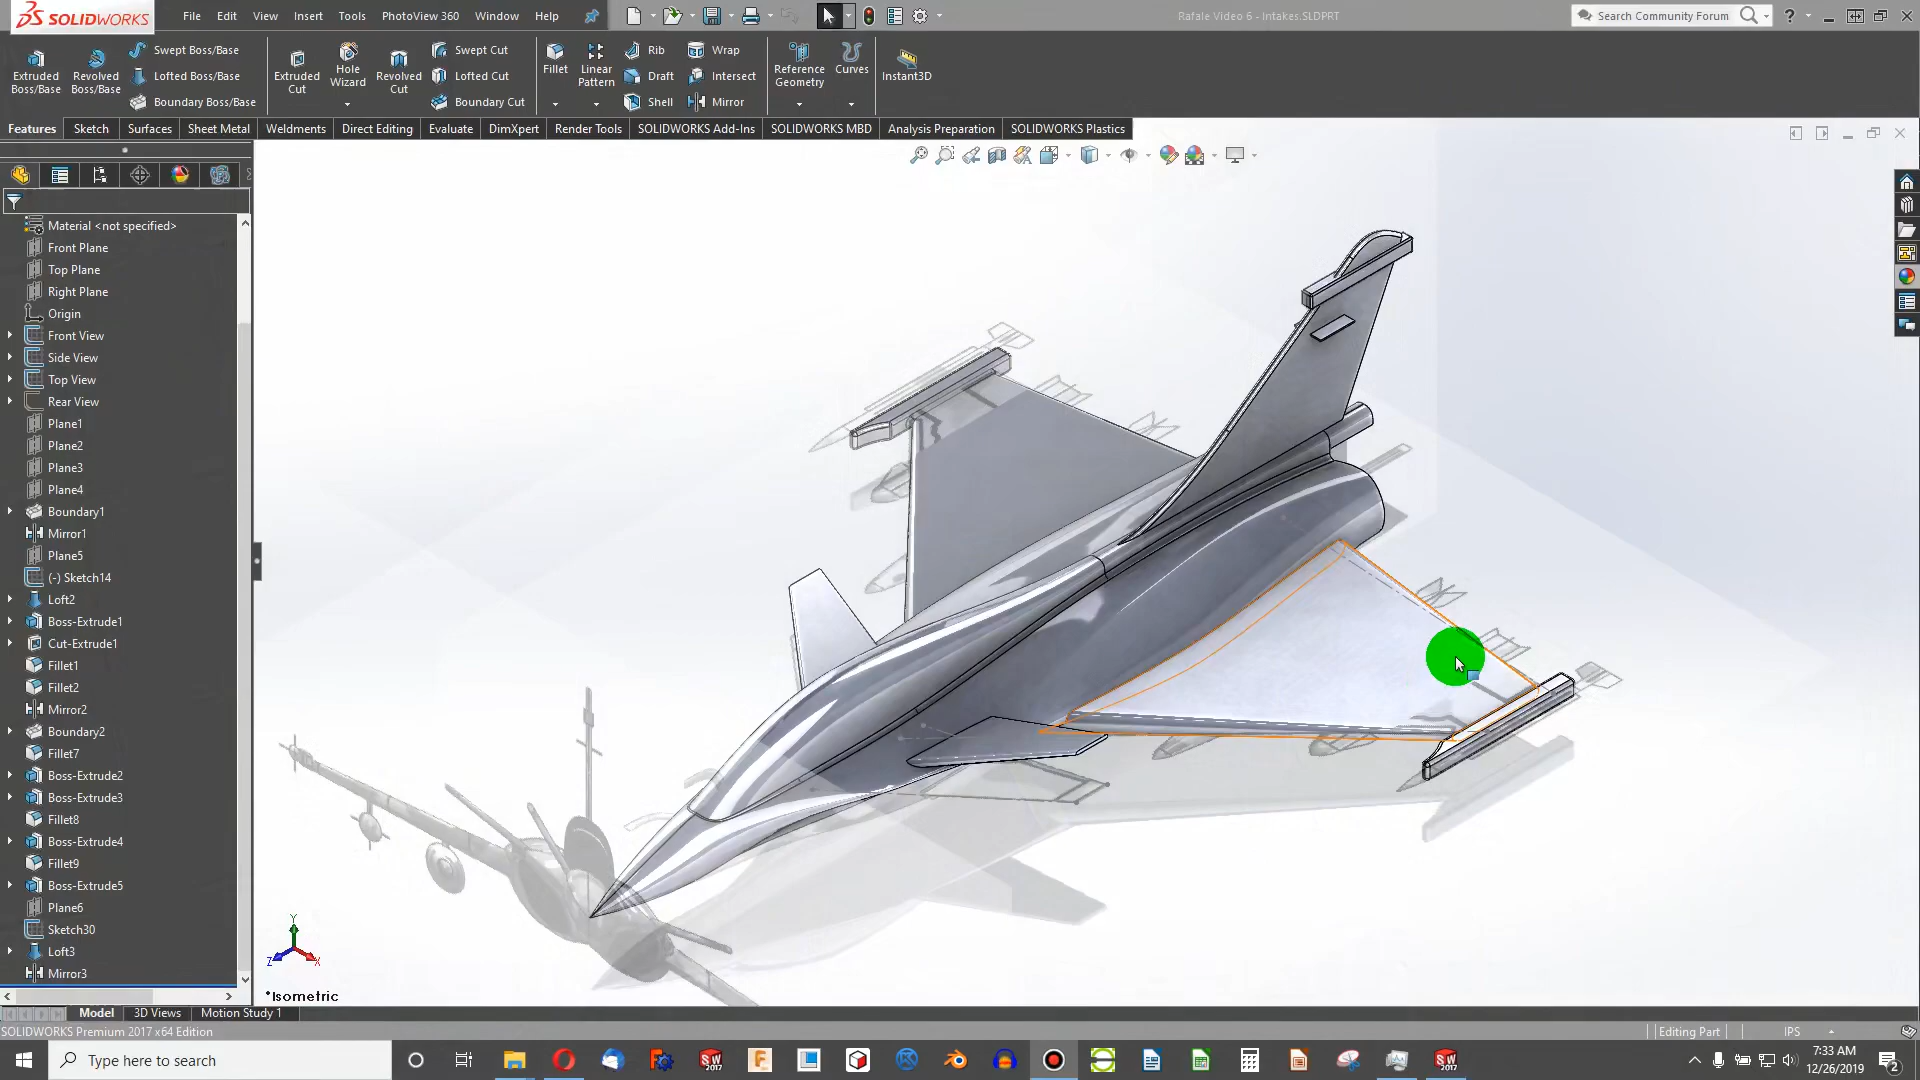 SOLIDWORKS
File Edit View Insert Tools PhotoView 360 Window Help
Rafale Video 6 - Intakes.SLDPRT
Search Community Forum
Extruded Boss/Base
Revolved Boss/Base
Swept Boss/Base
Lofted Boss/Base
Boundary Boss/Base
Extruded Cut
Hole Wizard
Revolved Cut
Swept Cut
Lofted Cut
Boundary Cut
Fillet
Linear Pattern
Rib
Draft
Shell
Wrap
Intersect
Mirror
Reference Geometry
Curves
Instant3D
Features Sketch Surfaces Sheet Metal Weldments Direct Editing Evaluate DimXpert Render Tools SOLIDWORKS Add-Ins SOLIDWORKS MBD Analysis Preparation SOLIDWORKS Plastics
Material <not specified>
Front Plane
Top Plane
Right Plane
Origin
Front View
Side View
Top View
Rear View
Plane1
Plane2
Plane3
Plane4
Boundary1
Mirror1
Plane5
(-) Sketch14
Loft2
Boss-Extrude1
Cut-Extrude1
Fillet1
Fillet2
Mirror2
Boundary2
Fillet7
Boss-Extrude2
Boss-Extrude3
Fillet8
Boss-Extrude4
Fillet9
Boss-Extrude5
Plane6
Sketch30
Loft3
Mirror3
Y
Z X
*Isometric
Model 3D Views Motion Study 1
SOLIDWORKS Premium 2017 x64 Edition
Editing Part IPS
Type here to search
7:33 AM
12/26/2019
2